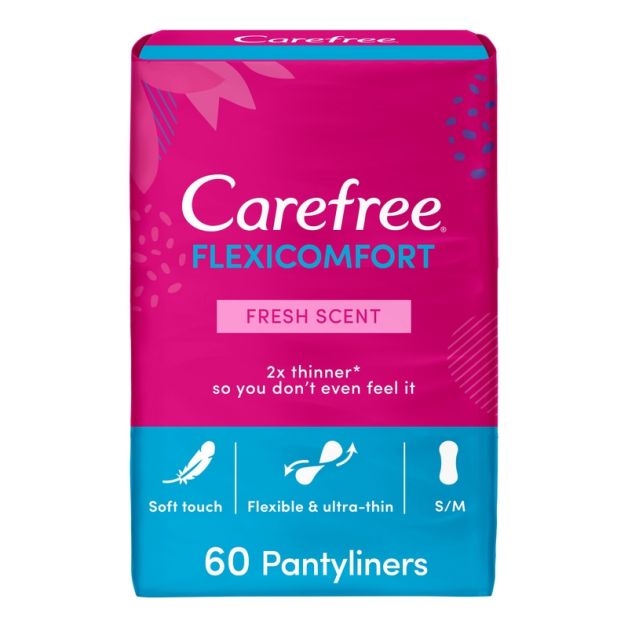 Carefree
Carefree®
FLEXICOMFORT
FRESH SCENT
2x thinner*
so you don't even feel it
Soft touch
Flexible & ultra-thin
S/M
60 Pantyliners